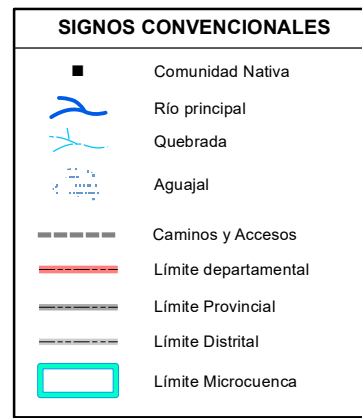 SIGNOS CONVENCIONALES
Comunidad Nativa
Río principal
Quebrada
Aguajal
Caminos y Accesos
Límite departamental
Límite Provincial
Límite Distrital
Límite Microcuenca